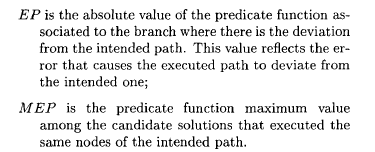 EP is the absolute value of the predicate function as-
sociated to the branch where there is the deviation
from the intended path. This value reflects the er-
ror that causes the executed path to deviate from
the intended one;
MEP is the predicate function maximum value
among the candidate solutions that executed the
same nodes of the intended path.